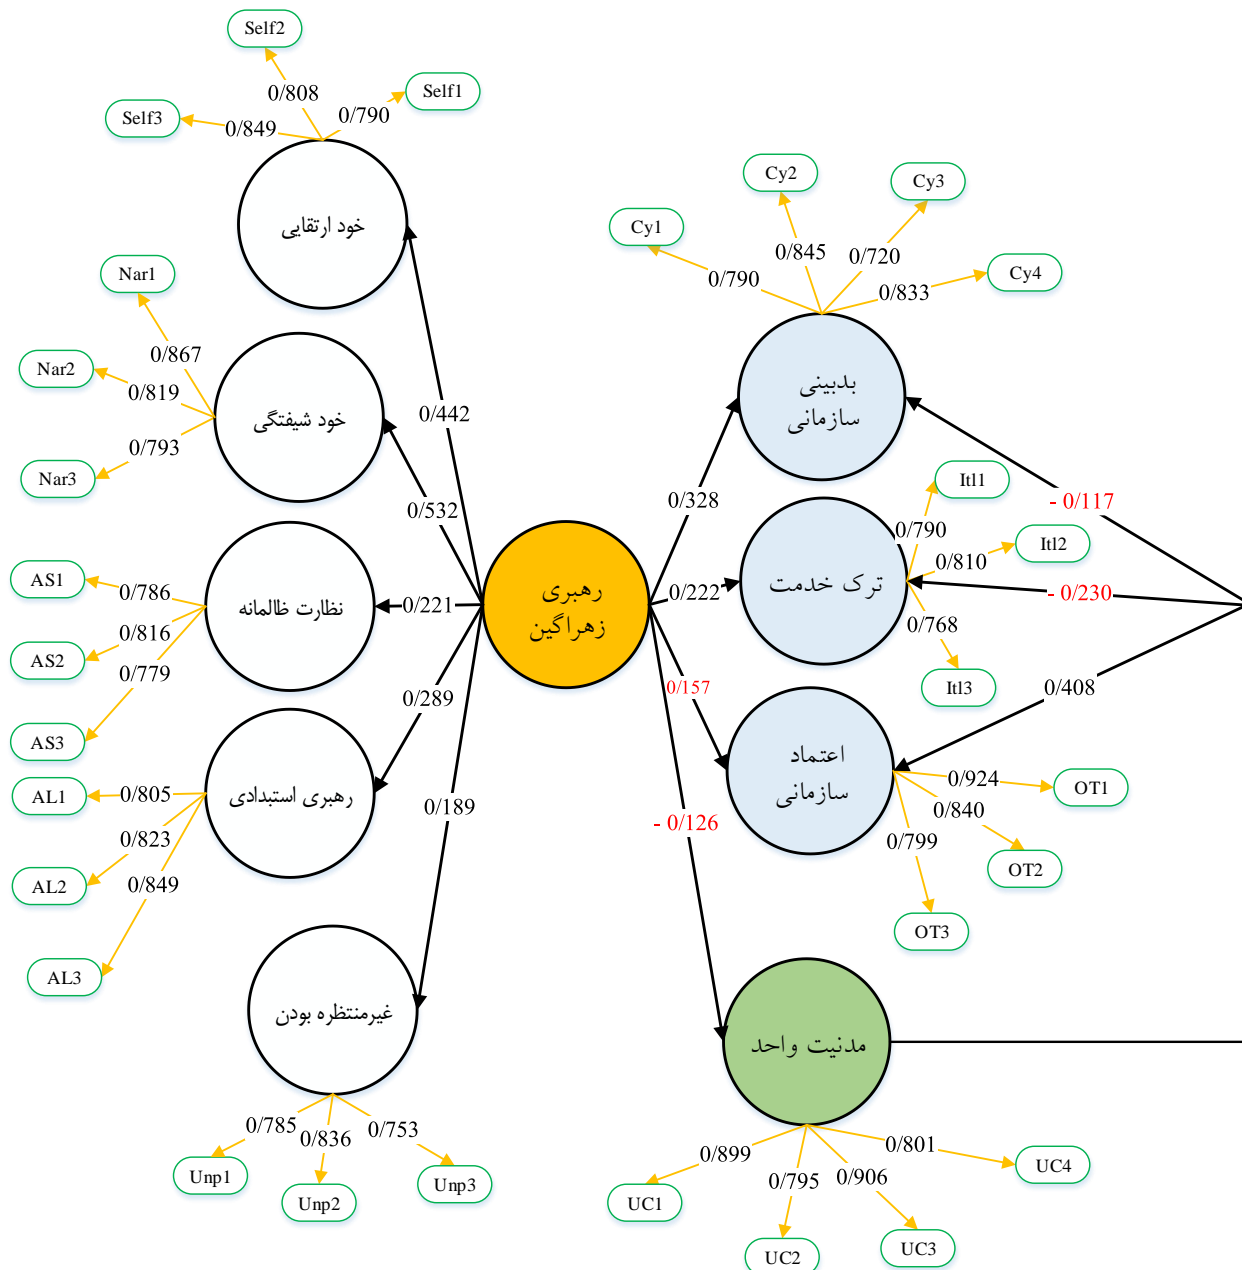 Self2
0/808
Self1
0/790
Self3
0/849
خود ارتقایی
Nar1
0/867
Nar2
0/819
0/793
Nar3
خود شیفتگی
0/442
0/532
AS1
0/786
0/816
AS2
0/779
AS3
نظارت ظالمانه
0/221
0/289
AL1
0/805
0/823
AL2
0/849
AL3
رهبری استبدادی
0/189
غیرمنتظره بودن
0/785
0/836
0/753
Unp1
Unp2
Unp3
رهبری
زهراگین
Cy1
Cy2
Cy3
Cy4
0/790
0/845
0/720
0/833
بدبینی
سازمانی
0/328
- 0/117
Itl1
0/790
Itl2
0/810
0/222
ترک خدمت
- 0/230
0/768
Itl3
0/157
0/408
اعتماد
سازمانی
0/924
OT1
0/840
0/799
OT2
OT3
- 0/126
مدنیت واحد
0/899
0/795
0/906
0/801
UC1
UC2
UC3
UC4